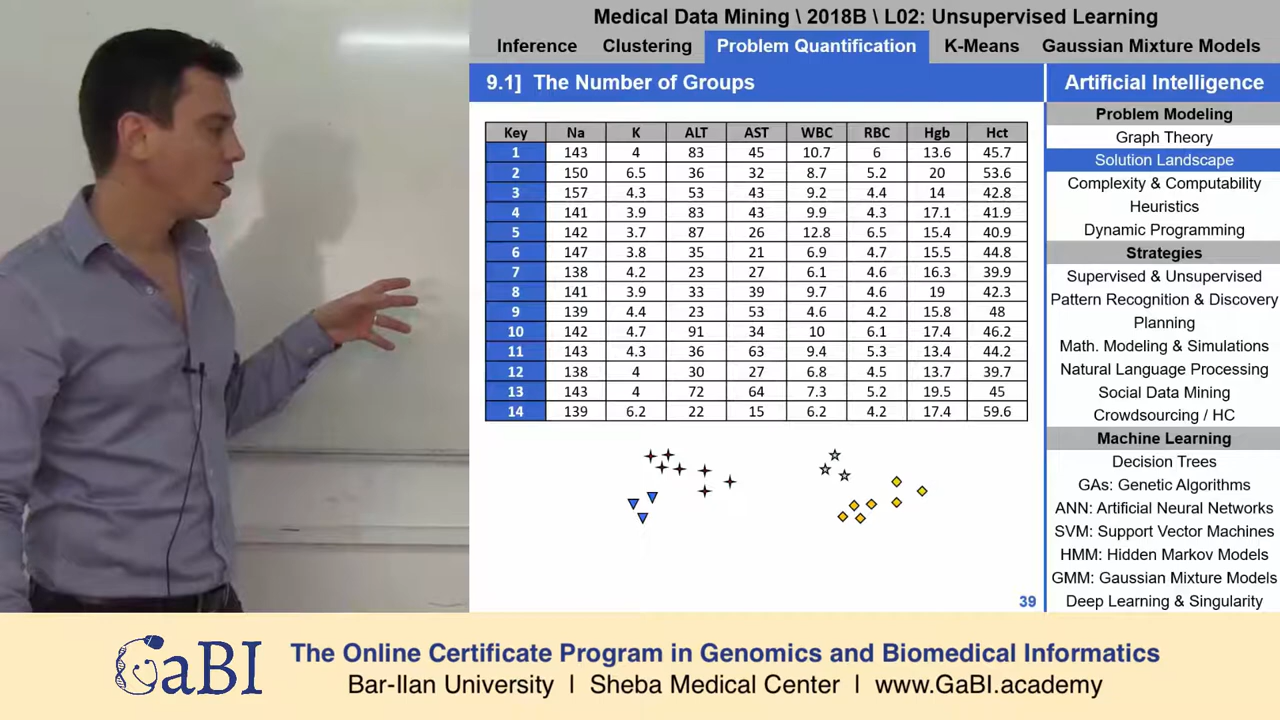 Medical Data Mining \ 2018B \ L02: Unsupervised Learning
Inference Clustering Problem Quantification K-Means Gaussian Mixture Models
9.1] The Number of Groups
Key Na K ALT AST WBC RBC Hgb Hct
1 143 4 83 45 10.7 6 13.6 45.7
2 150 6.5 36 32 8.7 5.2 20 53.6
3 157 4.3 53 43 9.2 4.4 14 42.8
4 141 3.9 83 43 9.9 4.3 17.1 41.9
5 142 3.7 87 26 12.8 6.5 15.4 40.9
6 147 3.8 35 21 6.9 4.7 15.5 44.8
7 138 4.2 23 27 6.1 4.6 16.3 39.9
8 141 3.9 33 39 9.7 4.6 19 42.3
9 139 4.4 23 53 4.6 4.2 15.8 48
10 142 4.7 91 34 10 6.1 17.4 46.2
11 143 4.3 36 63 9.4 5.3 13.4 44.2
12 138 4 30 27 6.8 4.5 13.7 39.7
13 143 4 72 64 7.3 5.2 19.5 45
14 139 6.2 22 15 6.2 4.2 17.4 59.6
39
Artificial Intelligence
Problem Modeling
Graph Theory
Solution Landscape
Complexity & Computability
Heuristics
Dynamic Programming
Strategies
Supervised & Unsupervised
Pattern Recognition & Discovery
Planning
Math. Modeling & Simulations
Natural Language Processing
Social Data Mining
Crowdsourcing / HC
Machine Learning
Decision Trees
GAs: Genetic Algorithms
ANN: Artificial Neural Networks
SVM: Support Vector Machines
HMM: Hidden Markov Models
GMM: Gaussian Mixture Models
Deep Learning & Singularity
GaBI
The Online Certificate Program in Genomics and Biomedical Informatics
Bar-Ilan University | Sheba Medical Center | www.GaBI.academy